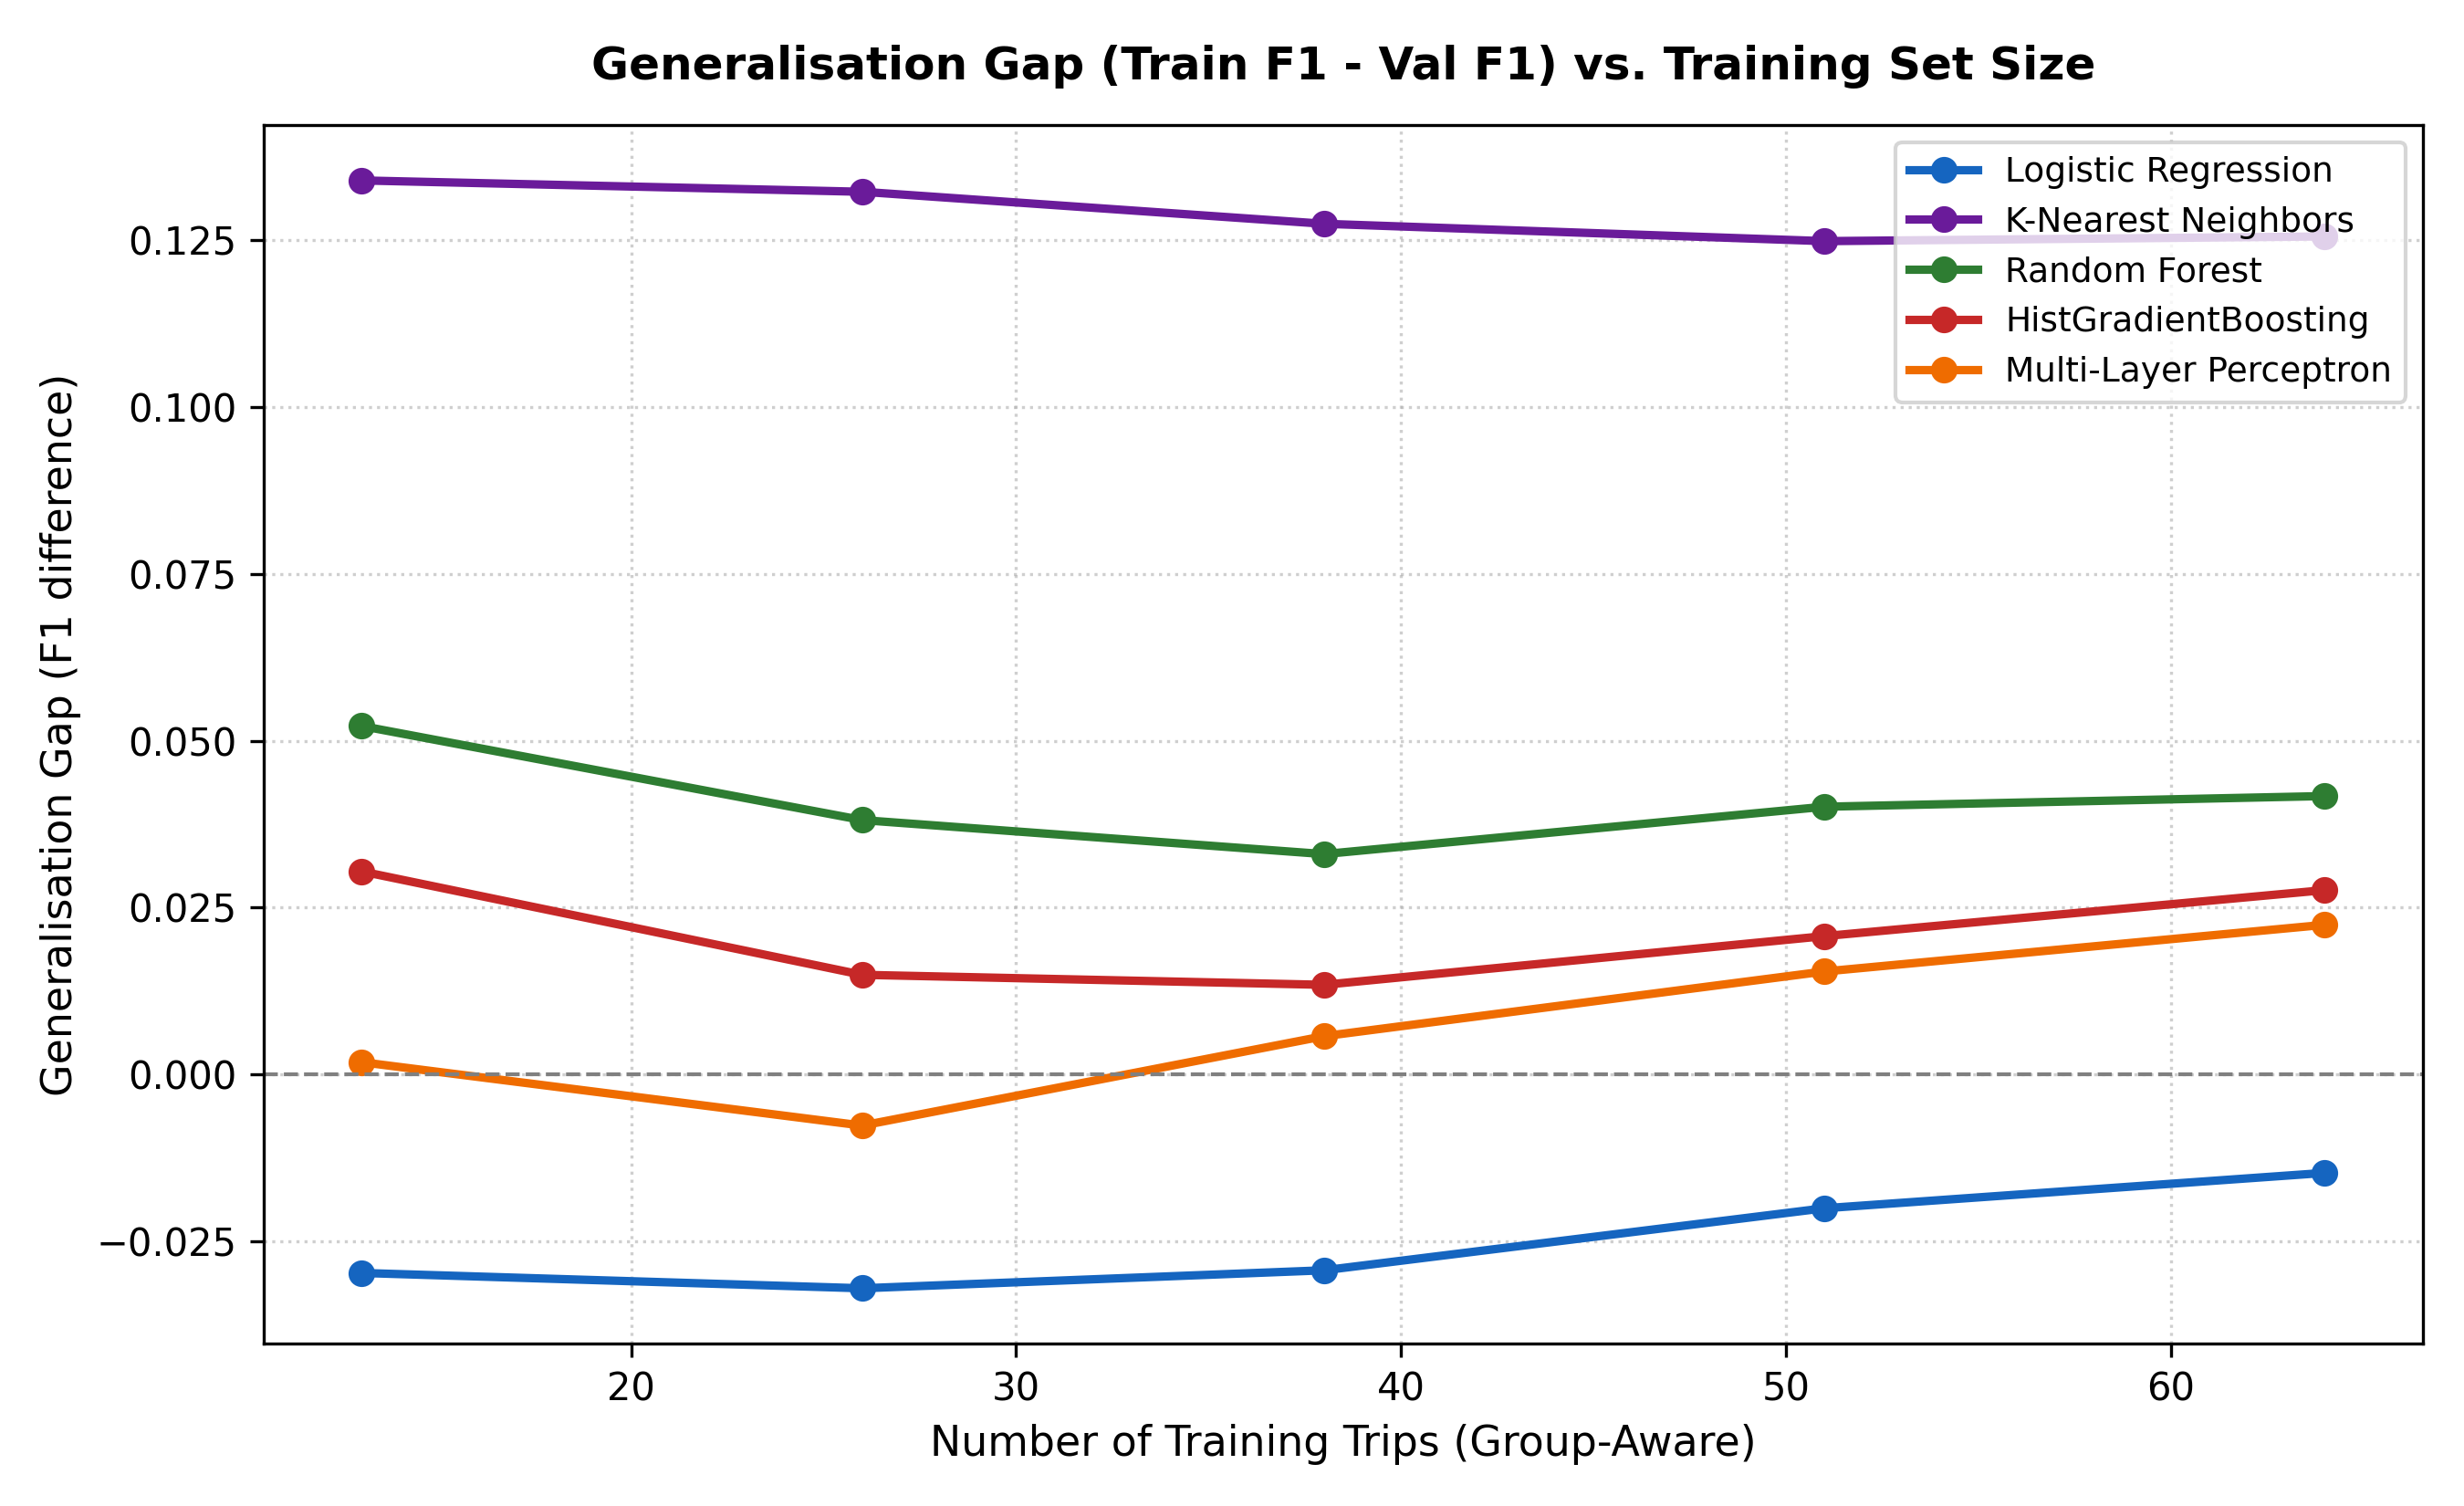 Generalisation Gap (Train F1 - Val F1) vs. Training Set Size
Logistic Regression
K-Nearest Neighbors
Random Forest
HistGradientBoosting
Multi-Layer Perceptron
Generalisation Gap (F1 difference)
0.125
0.100
0.075
0.050
0.025
0.000
−0.025
20 30 40 50 60
Number of Training Trips (Group-Aware)